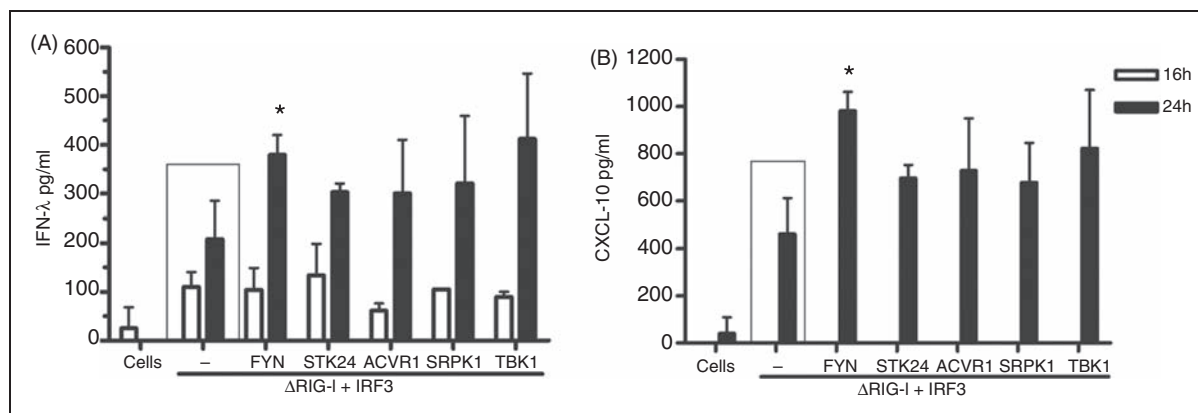 (A)
600
500
400
300
200
100
0
IFN-λ pg/ml
*
Cells – FYN STK24 ACVR1 SRPK1 TBK1
ΔRIG-I + IRF3
(B)
1200
1000
800
600
400
200
0
CXCL-10 pg/ml
*
Cells – FYN STK24 ACVR1 SRPK1 TBK1
ΔRIG-I + IRF3
16h
24h